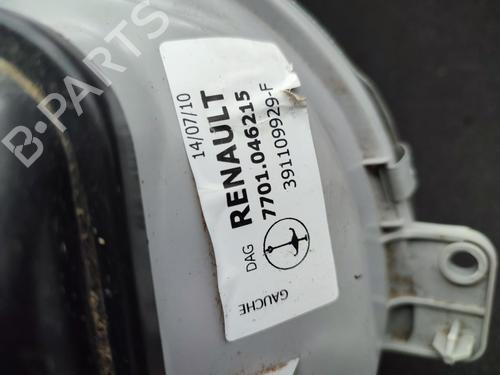 14/07/10
RENAULT
7701.046215
391109929-F
DAG
GAUCHE
B-PARTS